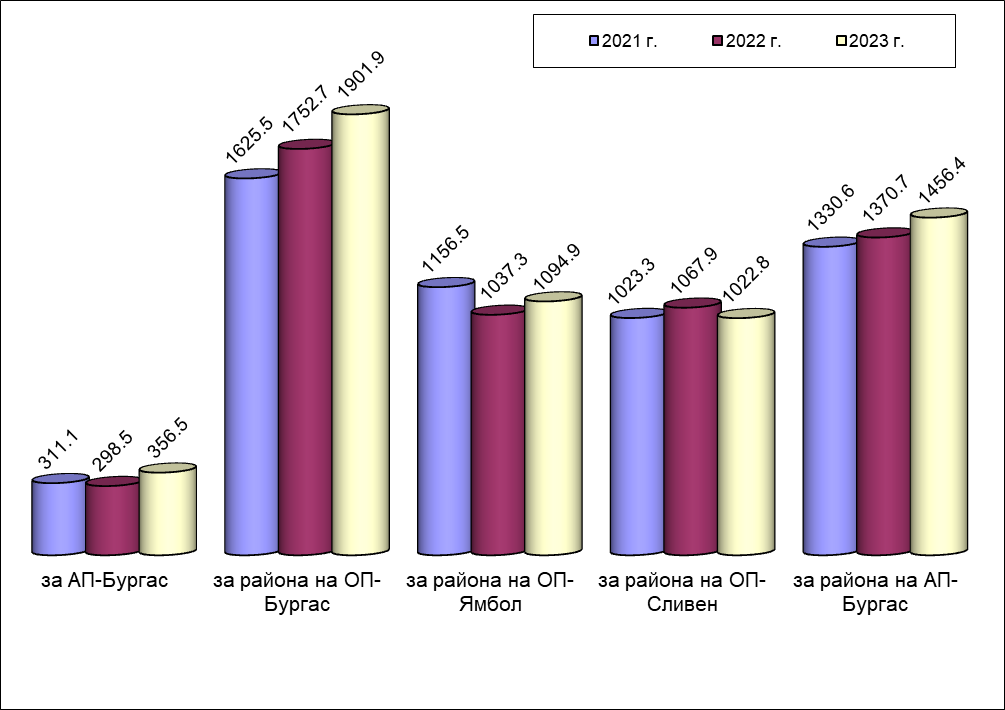 2021 г. 2022 г. 2023 г.
311.1 298.5 356.5
1625.5 1752.7 1901.9
1156.5 1037.3 1094.9
1023.3 1067.9 1022.8
1330.6 1370.7 1456.4
за АП-Бургас
за района на ОП-
Бургас
за района на ОП-
Ямбол
за района на ОП-
Сливен
за района на АП-
Бургас